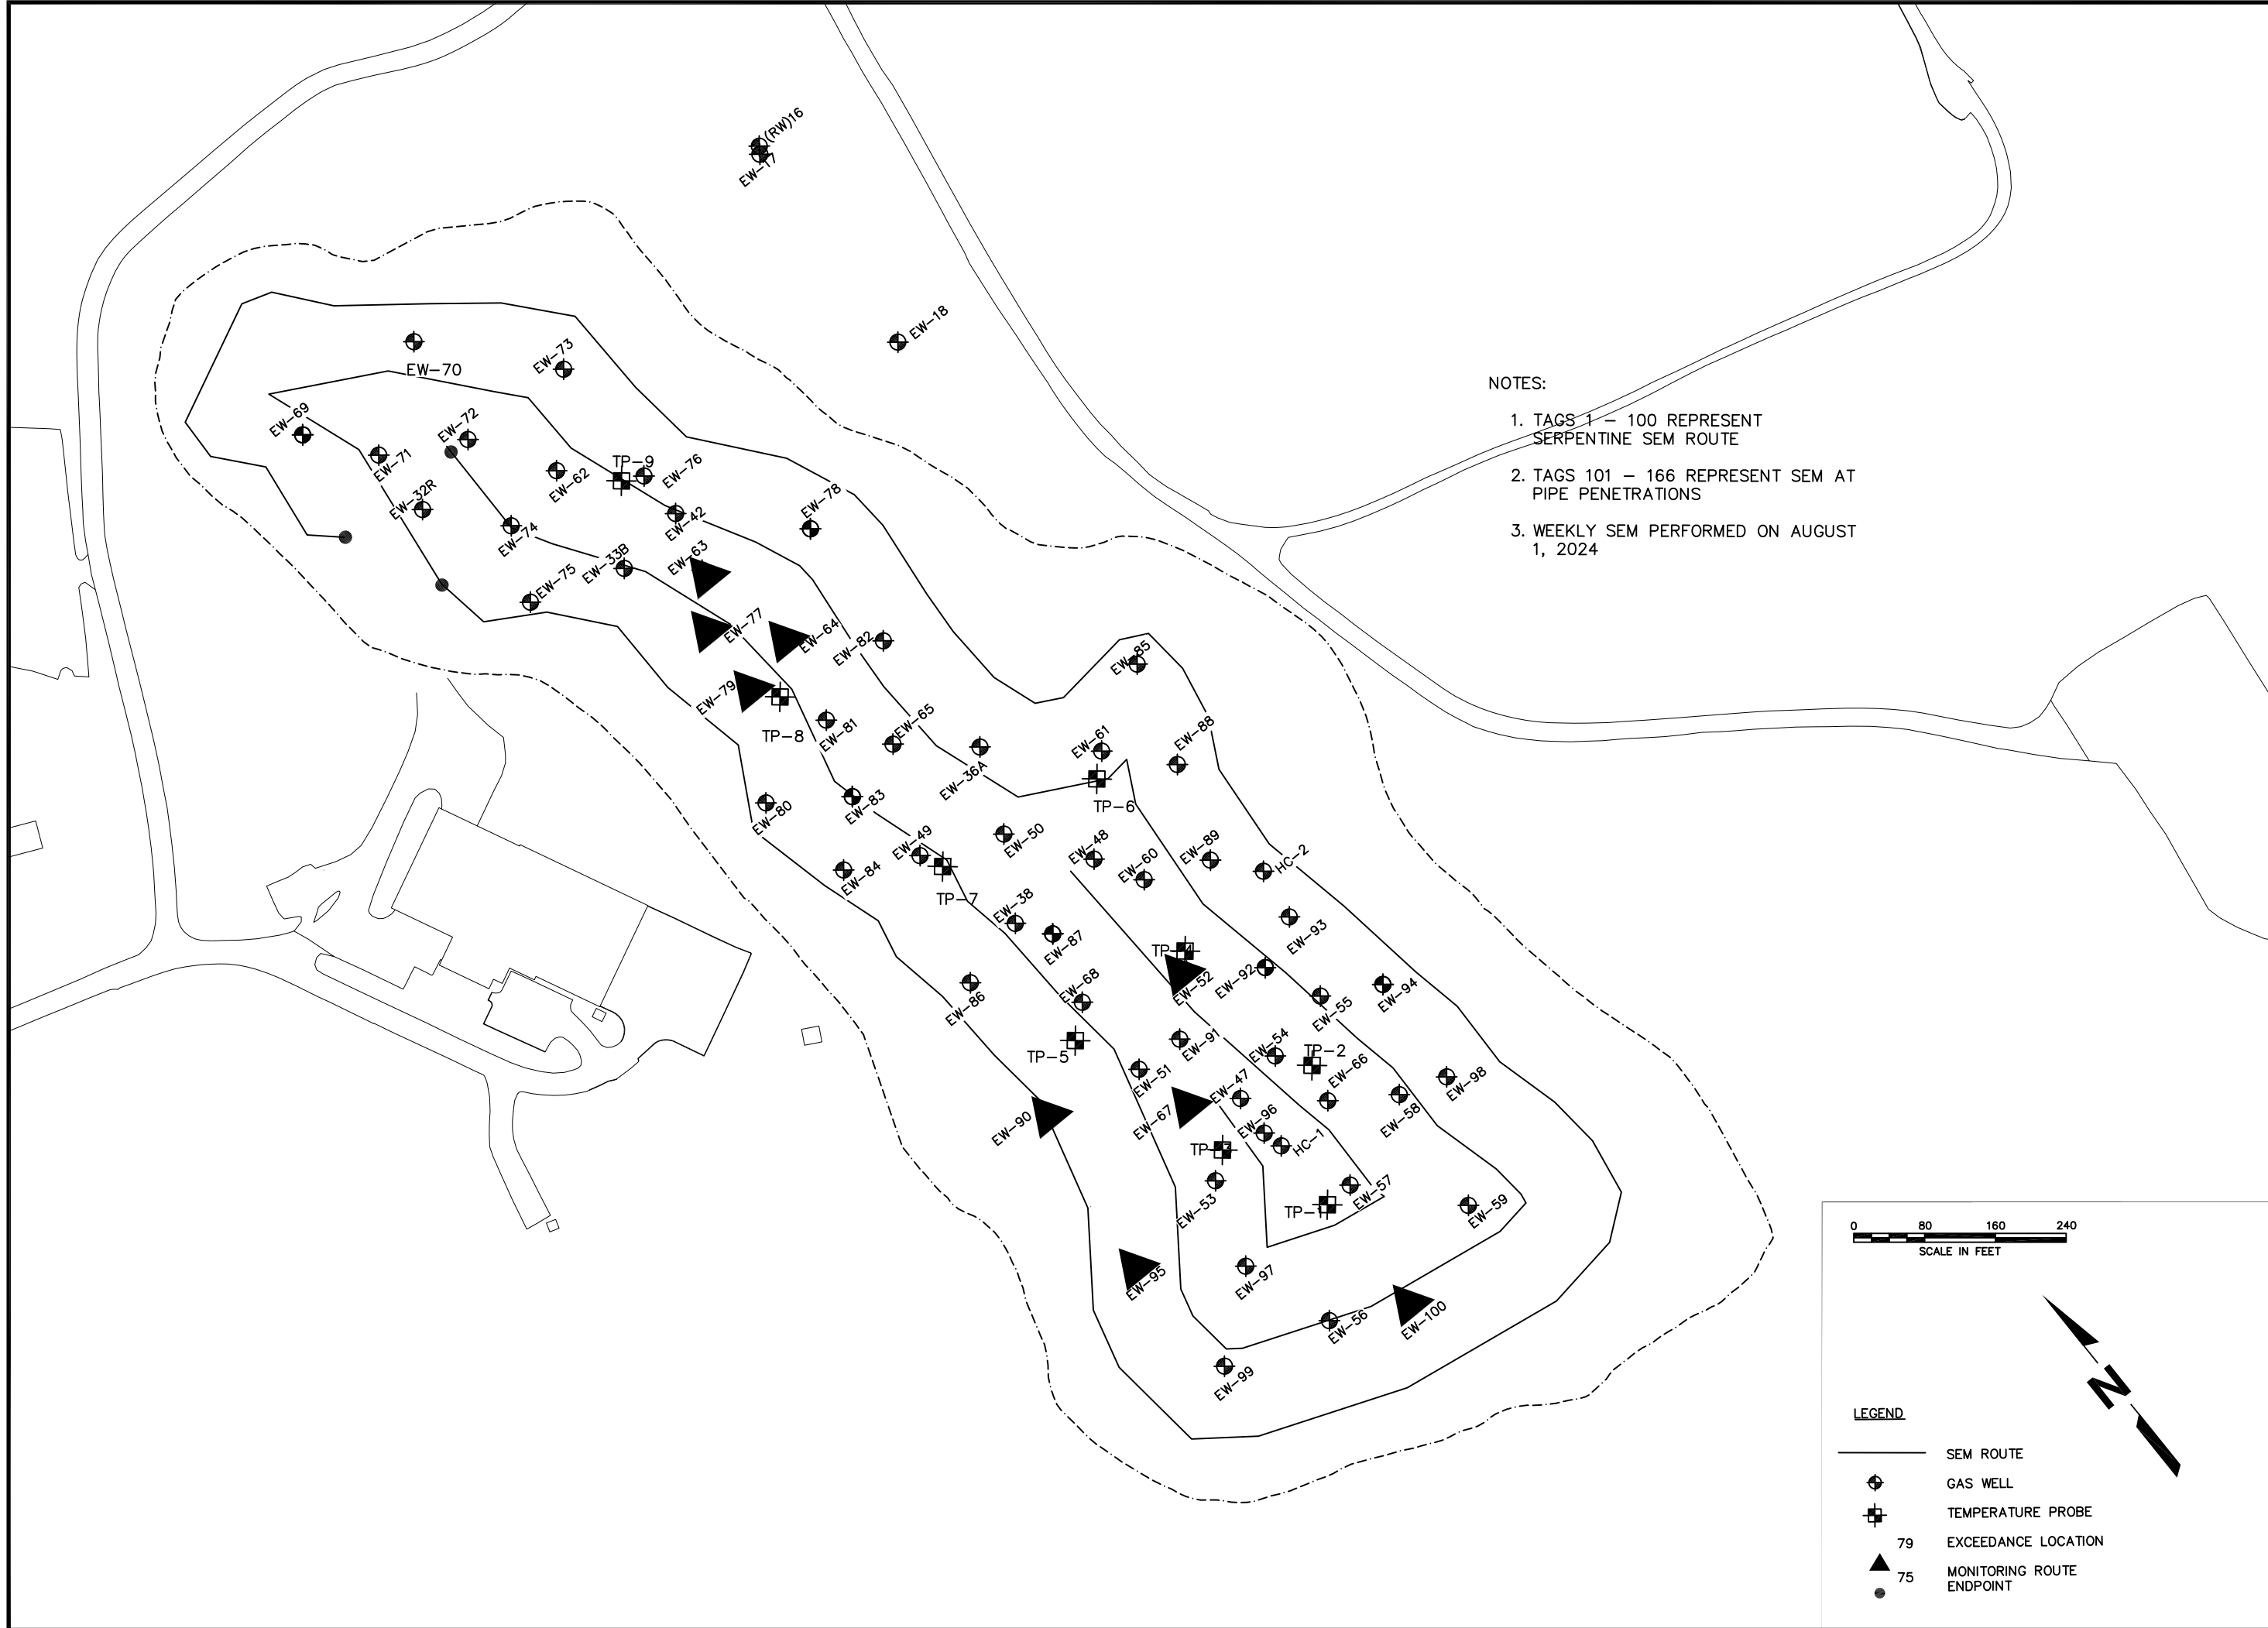 (RW)16
EW-17
EW-18
EW-70
EW-73
EW-69
EW-72
EW-71
TP-9
EW-76
EW-62
EW-32R
EW-78
EW-42
EW-74
EW-33B
EW-63
EW-75
EW-77
EW-64
EW-82
EW-85
EW-79
TP-8
EW-81
EW-65
EW-88
EW-61
EW-36A
TP-6
EW-80
EW-83
EW-49
EW-50
EW-48
EW-60
EW-89
HC-2
EW-84
TP-7
EW-38
EW-87
EW-93
TP-4
EW-52
EW-92
EW-86
EW-68
EW-55
EW-94
TP-5
EW-91
EW-54
TP-2
EW-51
EW-66
EW-98
EW-47
EW-58
EW-90
EW-67
EW-96
HC-1
TP-3
EW-53
EW-57
TP-1
EW-59
EW-95
EW-97
EW-56
EW-100
EW-99
NOTES:
1. TAGS 1 - 100 REPRESENT
SERPENTINE SEM ROUTE
2. TAGS 101 - 166 REPRESENT SEM AT
PIPE PENETRATIONS
3. WEEKLY SEM PERFORMED ON AUGUST
1, 2024
0 80 160 240
SCALE IN FEET
N
LEGEND
SEM ROUTE
GAS WELL
TEMPERATURE PROBE
79 EXCEEDANCE LOCATION
75 MONITORING ROUTE
ENDPOINT